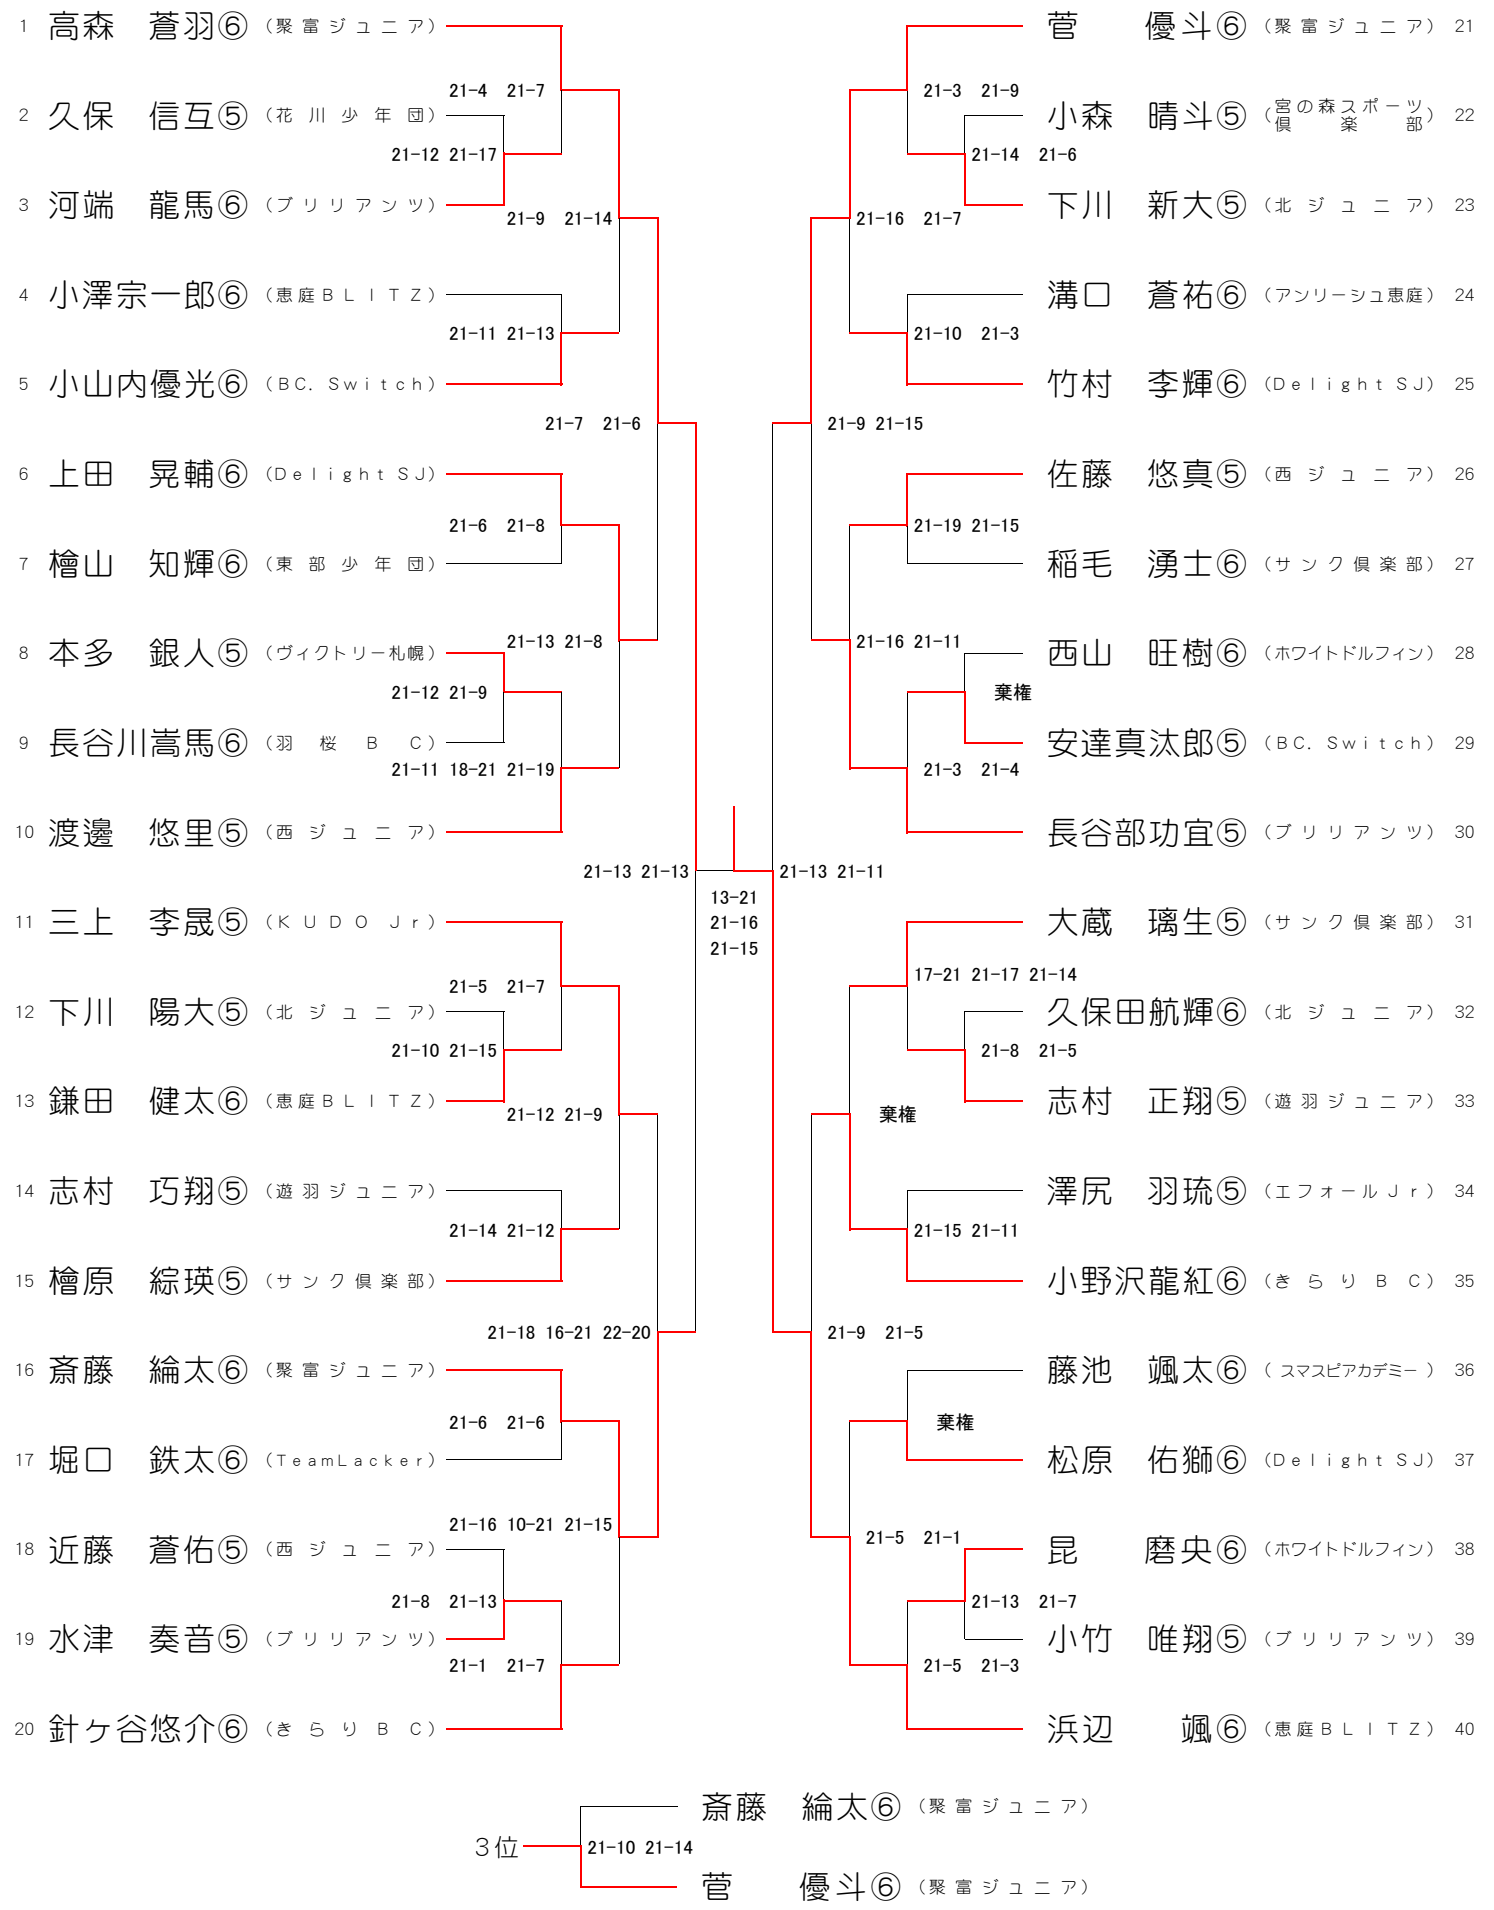 1 高森 蒼羽⑥ (聚富ジュニア)
21-4 21-7
2 久保 信互⑤ (花川少年団)
21-12 21-17
3 河端 龍馬⑥ (ブリリアンツ)
21-9 21-14
4 小澤宗一郎⑥ (恵庭BLITZ)
21-11 21-13
5 小山内優光⑥ (BC. Switch)
21-7 21-6
6 上田 晃輔⑥ (Delight SJ)
21-6 21-8
7 檜山 知輝⑥ (東部少年団)
21-13 21-8
8 本多 銀人⑤ (ヴィクトリー札幌)
21-12 21-9
9 長谷川嵩馬⑥ (羽桜BC)
21-11 18-21 21-19
10 渡邊 悠里⑤ (西ジュニア)
21-13 21-13
11 三上 李晟⑤ (KUDO Jr)
21-5 21-7
12 下川 陽大⑤ (北ジュニア)
21-10 21-15
13 鎌田 健太⑥ (恵庭BLITZ)
21-12 21-9
14 志村 巧翔⑤ (遊羽ジュニア)
21-14 21-12
15 檜原 綜瑛⑤ (サンク倶楽部)
21-18 16-21 22-20
16 斎藤 綸太⑥ (聚富ジュニア)
21-6 21-6
17 堀口 鉄太⑥ (TeamLacker)
21-16 10-21 21-15
18 近藤 蒼佑⑤ (西ジュニア)
21-8 21-13
19 水津 奏音⑤ (ブリリアンツ)
21-1 21-7
20 針ヶ谷悠介⑥ (きらりBC)
13-21
21-16
21-15
菅 優斗⑥ (聚富ジュニア) 21
21-3 21-9
小森 晴斗⑤ (宮の森スポーツ倶楽部) 22
21-14 21-6
下川 新大⑤ (北ジュニア) 23
21-16 21-7
溝口 蒼祐⑥ (アンリーシュ恵庭) 24
21-10 21-3
竹村 李輝⑥ (Delight SJ) 25
21-9 21-15
佐藤 悠真⑤ (西ジュニア) 26
21-19 21-15
稲毛 湧士⑥ (サンク倶楽部) 27
21-16 21-11
西山 旺樹⑥ (ホワイトドルフィン) 28
棄権
安達真汰郎⑤ (BC. Switch) 29
21-3 21-4
長谷部功宜⑤ (ブリリアンツ) 30
21-13 21-11
大蔵 璃生⑤ (サンク倶楽部) 31
17-21 21-17 21-14
久保田航輝⑥ (北ジュニア) 32
21-8 21-5
志村 正翔⑤ (遊羽ジュニア) 33
棄権
澤尻 羽琉⑤ (エフォールJr) 34
21-15 21-11
小野沢龍紅⑥ (きらりBC) 35
21-9 21-5
藤池 颯太⑥ (スマスピアカデミー) 36
棄権
松原 佑獅⑥ (Delight SJ) 37
21-5 21-1
昆 磨央⑥ (ホワイトドルフィン) 38
21-13 21-7
小竹 唯翔⑤ (ブリリアンツ) 39
21-5 21-3
浜辺 颯⑥ (恵庭BLITZ) 40
斎藤 綸太⑥ (聚富ジュニア)
3位 21-10 21-14
菅 優斗⑥ (聚富ジュニア)